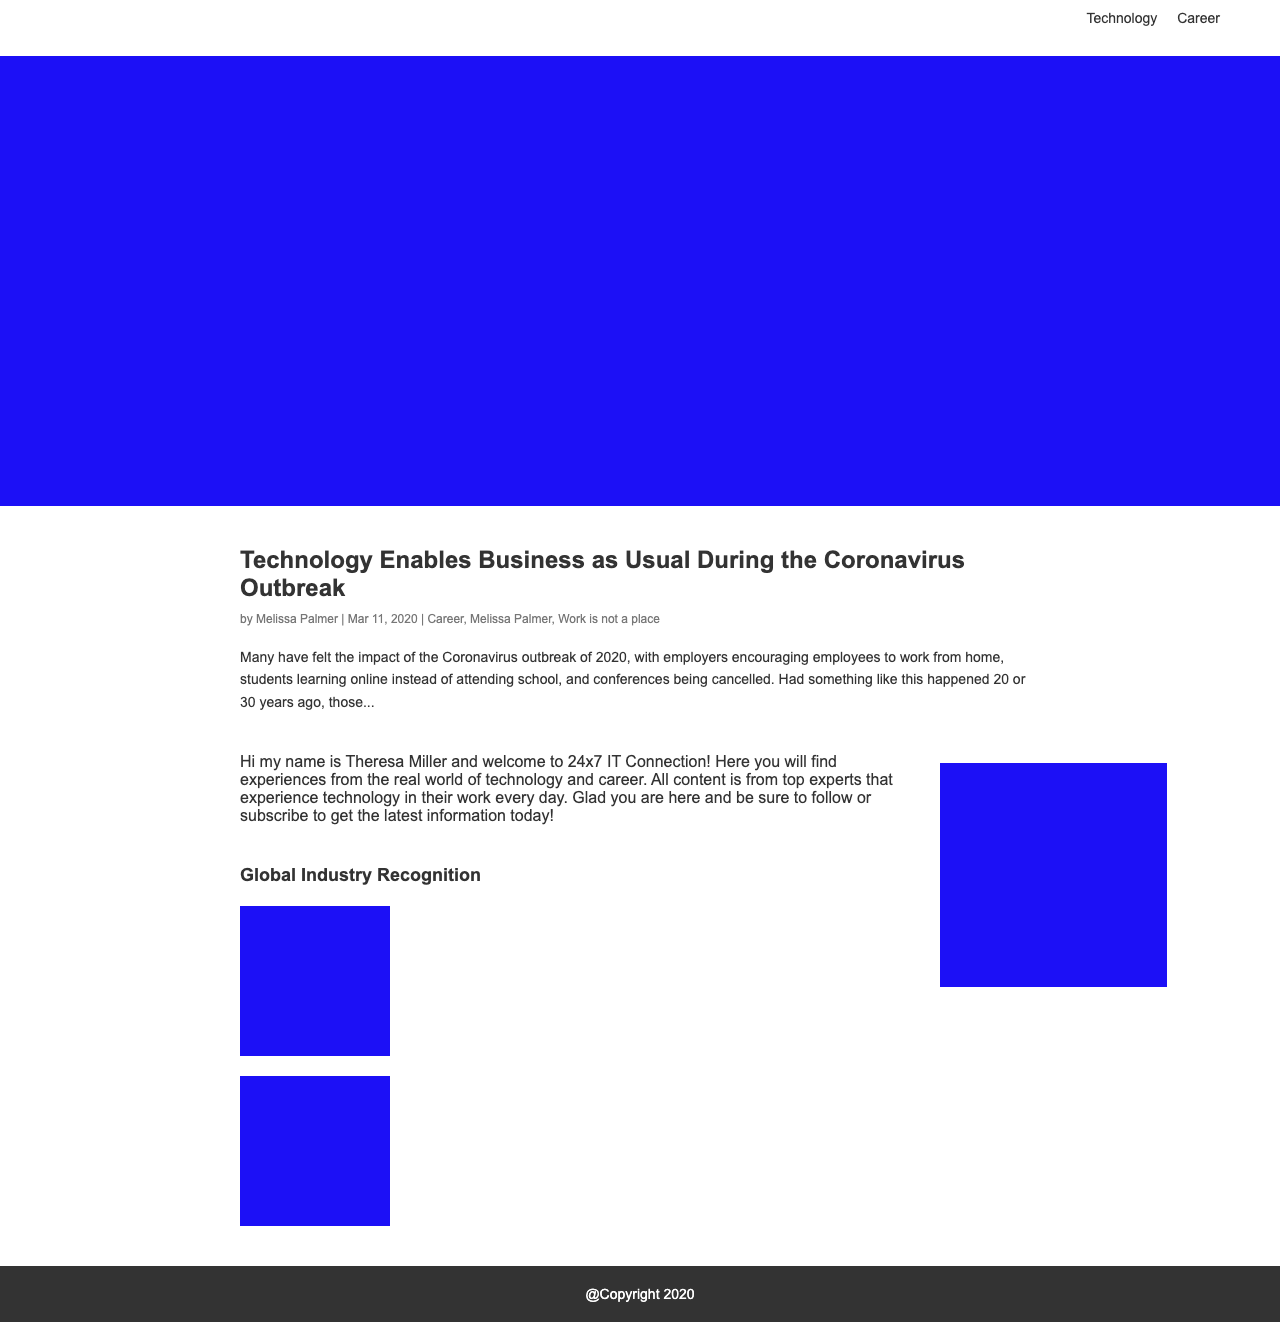 Technology Career
Technology Enables Business as Usual During the Coronavirus
Outbreak
by Melissa Palmer | Mar 11, 2020 | Career, Melissa Palmer, Work is not a place
Many have felt the impact of the Coronavirus outbreak of 2020, with employers encouraging employees to work from home,
students learning online instead of attending school, and conferences being cancelled. Had something like this happened 20 or
30 years ago, those...
Hi my name is Theresa Miller and welcome to 24x7 IT Connection! Here you will find
experiences from the real world of technology and career. All content is from top experts that
experience technology in their work every day. Glad you are here and be sure to follow or
subscribe to get the latest information today!
Global Industry Recognition
@Copyright 2020